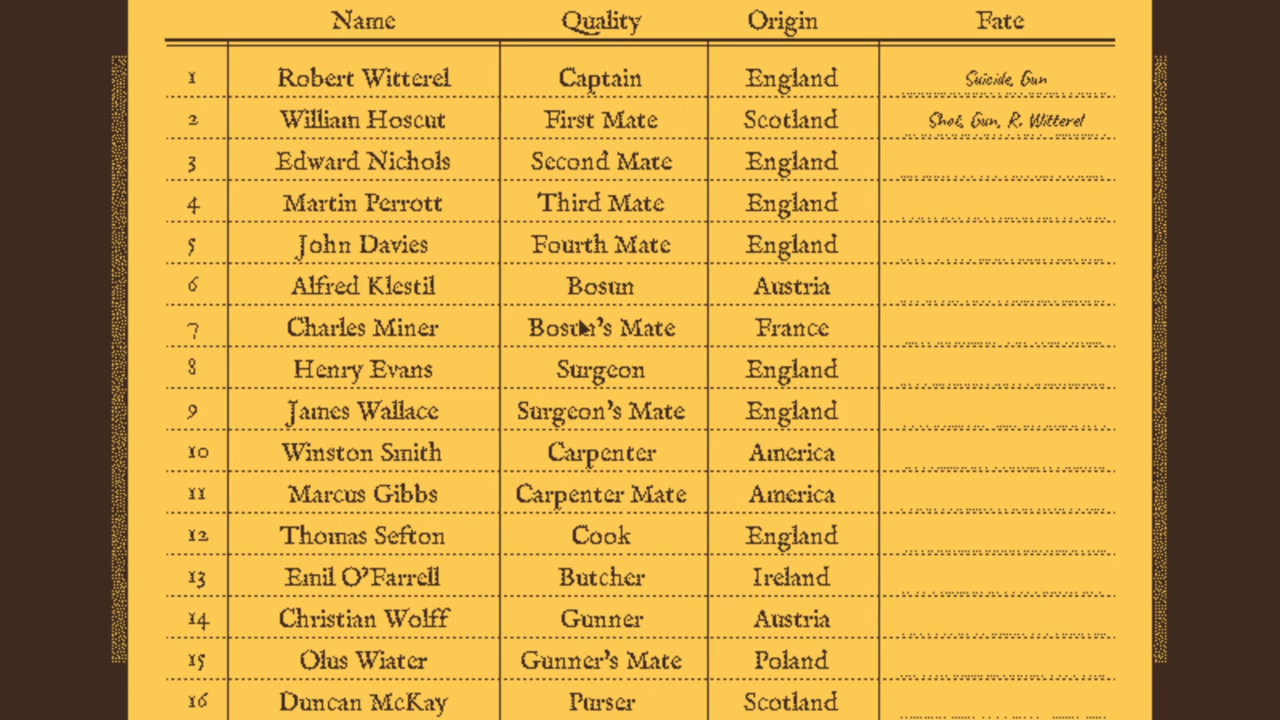 Name Quality Origin Fate
1 Robert Witterel Captain England Suicide, Gun
2 William Hoscut First Mate Scotland Shot, Gun, R. Witterel
3 Edward Nichols Second Mate England
4 Martin Perrott Third Mate England
5 John Davies Fourth Mate England
6 Alfred Klestil Bosun Austria
7 Charles Miner Bosun's Mate France
8 Henry Evans Surgeon England
9 James Wallace Surgeon's Mate England
10 Winston Smith Carpenter America
11 Marcus Gibbs Carpenter Mate America
12 Thomas Sefton Cook England
13 Emil O'Farrell Butcher Ireland
14 Christian Wolff Gunner Austria
15 Olus Wiater Gunner's Mate Poland
16 Duncan McKay Purser Scotland